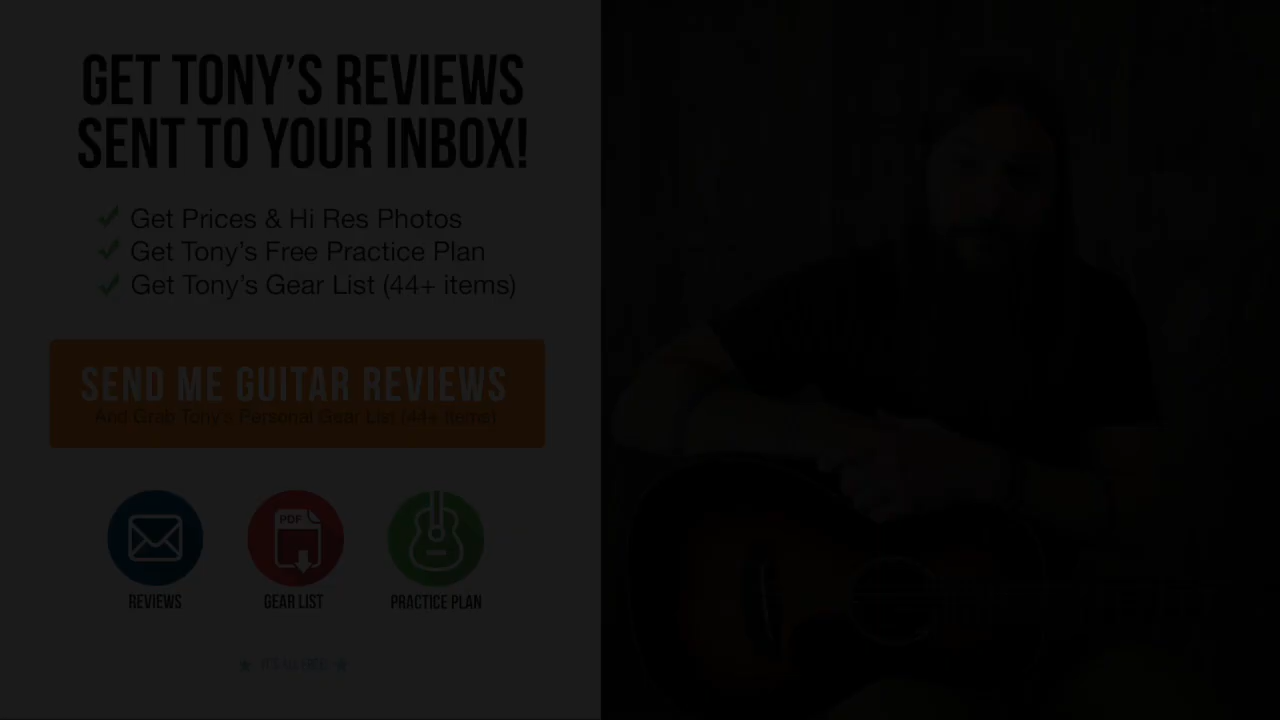 GET TONY'S REVIEWS
SENT TO YOUR INBOX!
Get Prices & Hi Res Photos
Get Tony's Free Practice Plan
Get Tony's Gear List (44+ items)
SEND ME GUITAR REVIEWS
And Grab Tony's Personal Gear List (44+ items)
PDF
REVIEWS GEAR LIST PRACTICE PLAN